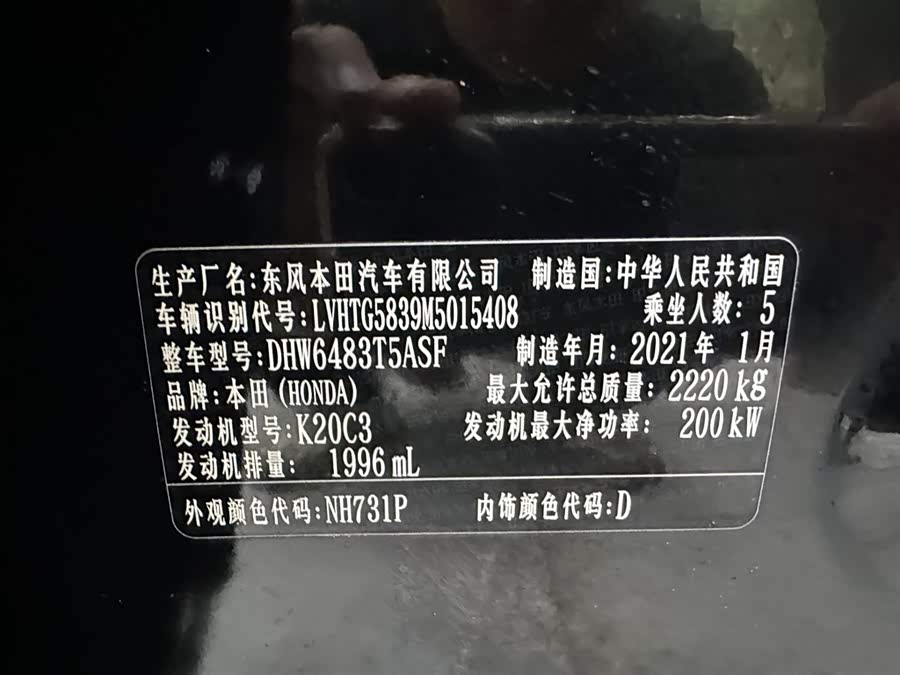 生产厂名:东风本田汽车有限公司 制造国:中华人民共和国
车辆识别代号:LVHTG5839M5015408 乘坐人数: 5
整车型号:DHW6483T5ASF 制造年月: 2021年 1月
品牌:本田(HONDA) 最大允许总质量: 2220 kg
发动机型号:K20C3 发动机最大净功率: 200 kW
发动机排量: 1996 mL
外观颜色代码:NH731P 内饰颜色代码:D